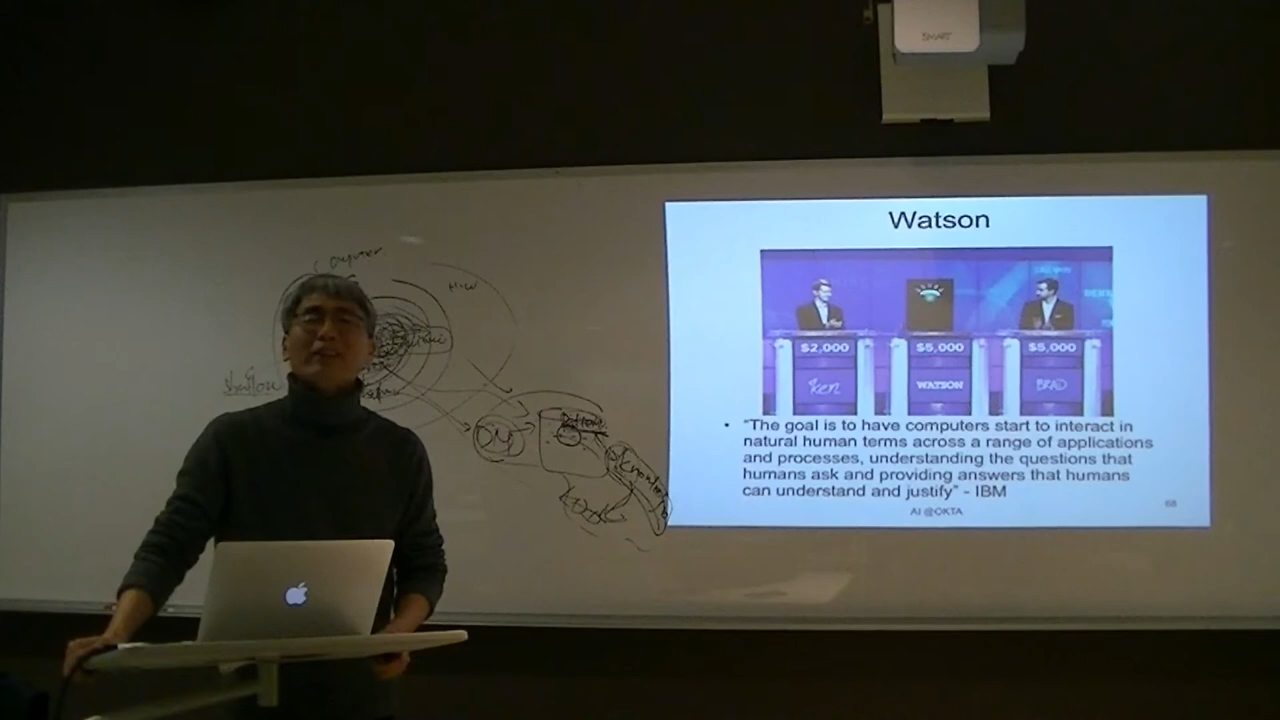 SMART
Computer
H·W
shallow
Watson
$2,000
$5,000
$5,000
Ken
WATSON
BRAD
• "The goal is to have computers start to interact in
natural human terms across a range of applications
and processes, understanding the questions that
humans ask and providing answers that humans
can understand and justify" - IBM
AI @OKTA
68